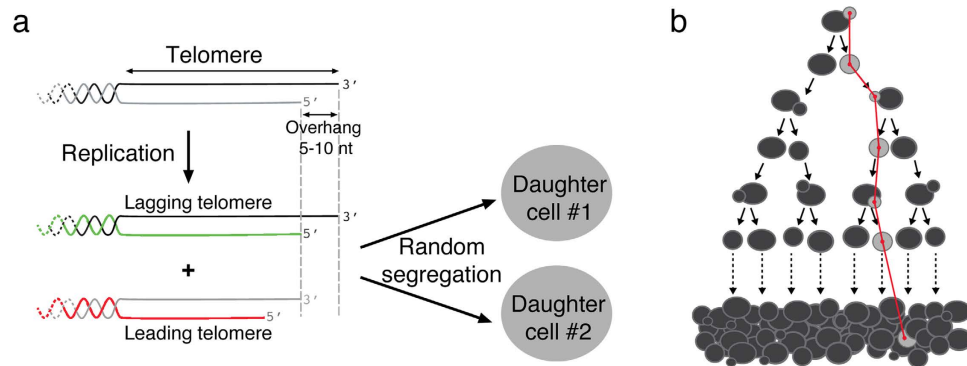 a
b
Telomere
3′
5′
Overhang
5-10 nt
Replication
Lagging telomere
3′
5′
+
3′
5′
Leading telomere
Random
segregation
Daughter
cell #1
Daughter
cell #2